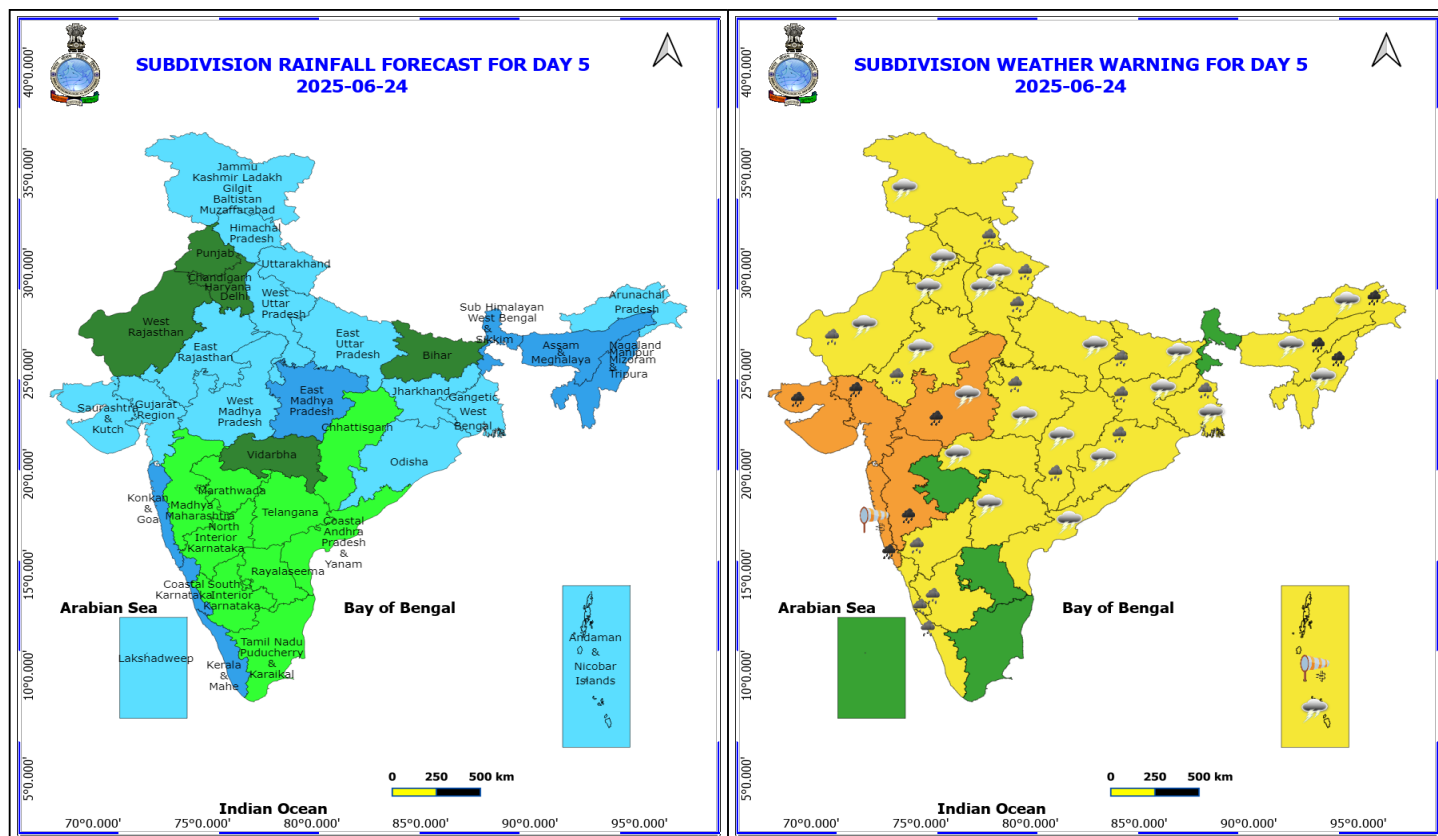 SUBDIVISION RAINFALL FORECAST FOR DAY 5
2025-06-24
40°0.000'
35°0.000'
30°0.000'
25°0.000'
20°0.000'
15°0.000'
10°0.000'
5°0.000'
Jammu
Kashmir Ladakh
Gilgit
Baltistan
Muzaffarabad
Himachal
Pradesh
Punjab
Uttarakhand
Chandigarh
Haryana
Delhi
West
Uttar
Pradesh
West
Rajasthan
East
Rajasthan
East
Uttar
Pradesh
Bihar
Sub Himalayan
West Bengal
&
Sikkim
Arunachal
Pradesh
Assam
&
Meghalaya
Nagaland
Manipur
Mizoram
&
Tripura
Saurashtra
&
Kutch
Gujarat
Region
West
Madhya
Pradesh
East
Madhya
Pradesh
Jharkhand
Gangetic
West
Bengal
Chhattisgarh
Odisha
Vidarbha
Konkan
&
Goa
Madhya
Maharashtra
Marathwada
North
Interior
Karnataka
Telangana
Coastal
Andhra
Pradesh
&
Yanam
Rayalaseema
Coastal
Karnataka
South
Interior
Karnataka
Tamil Nadu
Puducherry
&
Karaikal
Kerala
&
Mahe
Arabian Sea
Bay of Bengal
Lakshadweep
Andaman
&
Nicobar
Islands
0 250 500 km
Indian Ocean
70°0.000' 75°0.000' 80°0.000' 85°0.000' 90°0.000' 95°0.000'
SUBDIVISION WEATHER WARNING FOR DAY 5
2025-06-24
40°0.000'
35°0.000'
30°0.000'
25°0.000'
20°0.000'
15°0.000'
10°0.000'
5°0.000'
Arabian Sea
Bay of Bengal
0 250 500 km
Indian Ocean
70°0.000' 75°0.000' 80°0.000' 85°0.000' 90°0.000' 95°0.000'